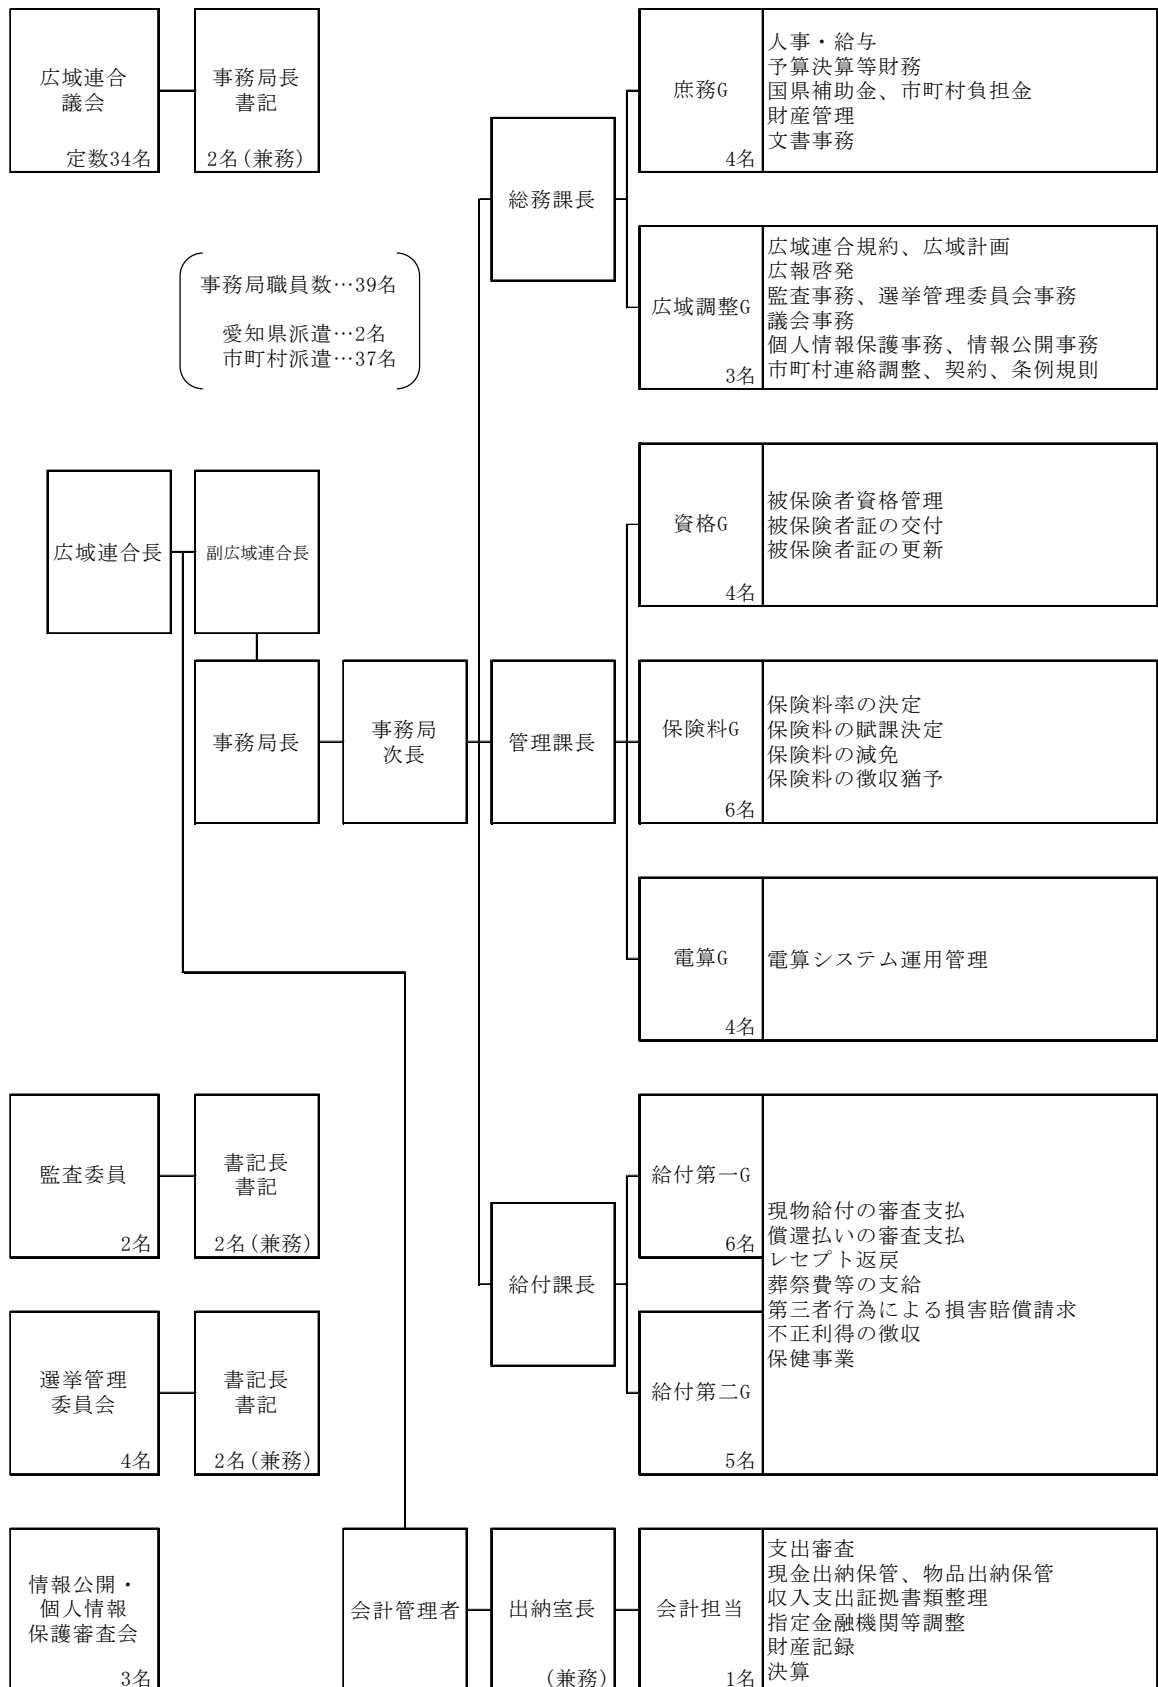 広域連合
議会
定数34名
事務局長
書記
2名(兼務)
事務局職員数…39名
愛知県派遣…2名
市町村派遣…37名
広域連合長
副広域連合長
事務局長
事務局
次長
総務課長
庶務G
4名
人事・給与
予算決算等財務
国県補助金、市町村負担金
財産管理
文書事務
広域調整G
3名
広域連合規約、広域計画
広報啓発
監査事務、選挙管理委員会事務
議会事務
個人情報保護事務、情報公開事務
市町村連絡調整、契約、条例規則
管理課長
資格G
4名
被保険者資格管理
被保険者証の交付
被保険者証の更新
保険料G
6名
保険料率の決定
保険料の賦課決定
保険料の減免
保険料の徴収猶予
電算G
4名
電算システム運用管理
給付課長
給付第一G
6名
給付第二G
5名
現物給付の審査支払
償還払いの審査支払
レセプト返戻
葬祭費等の支給
第三者行為による損害賠償請求
不正利得の徴収
保健事業
監査委員
2名
書記長
書記
2名(兼務)
選挙管理
委員会
4名
書記長
書記
2名(兼務)
情報公開・
個人情報
保護審査会
3名
会計管理者
出納室長
(兼務)
会計担当
1名
支出審査
現金出納保管、物品出納保管
収入支出証拠書類整理
指定金融機関等調整
財産記録
決算